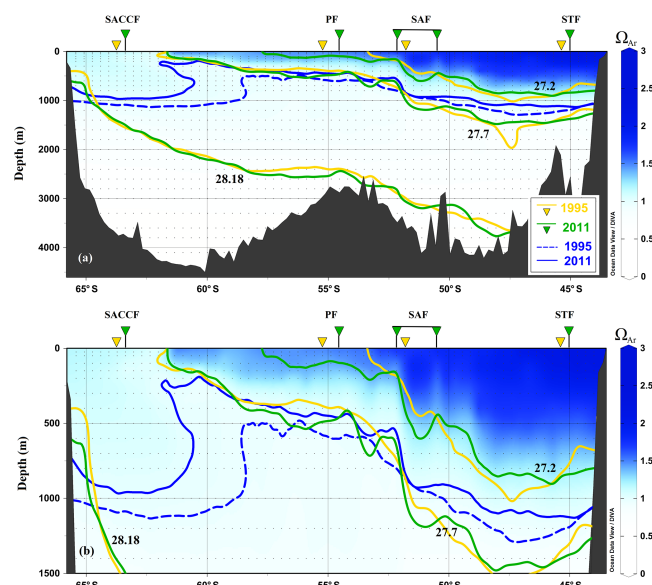 SACCF PF SAF STF
Ω Ar
0
1000
2000
3000
4000
Depth (m)
27.2
27.7
28.18
(a)
1995
2011
1995
2011
Ocean Data View / DIVA
3
2.5
2
1.5
1
0.5
0
65°S 60°S 55°S 50°S 45°S
SACCF PF SAF STF
Ω Ar
0
500
1000
1500
Depth (m)
27.2
27.7
28.18
(b)
Ocean Data View / DIVA
3
2.5
2
1.5
1
0.5
0
65°S 60°S 55°S 50°S 45°S